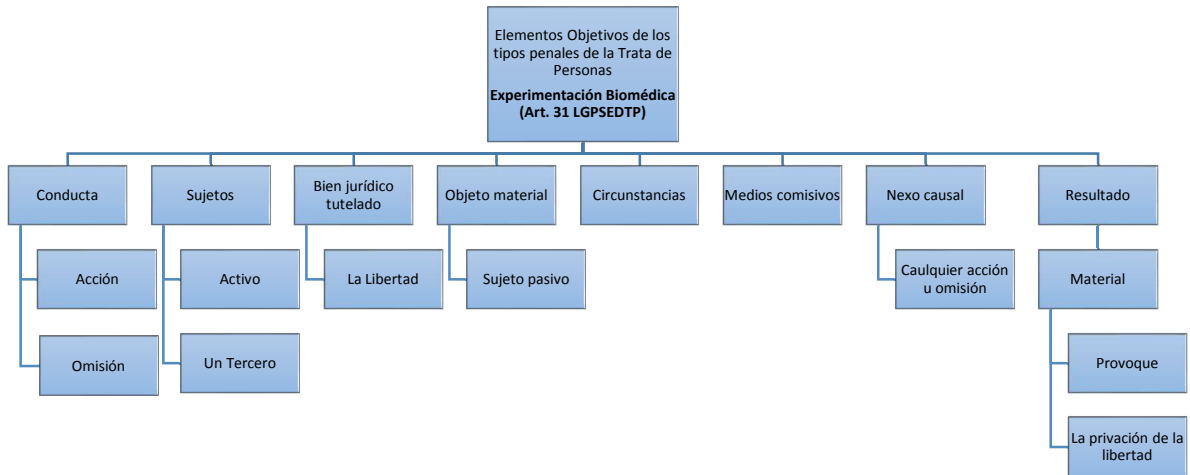 Elementos Objetivos de los
tipos penales de la Trata de
Personas
Experimentación Biomédica
(Art. 31 LGPSEDTP)
Conducta
Sujetos
Bien jurídico
tutelado
Objeto material
Circunstancias
Medios comisivos
Nexo causal
Resultado
Acción
Activo
La Libertad
Sujeto pasivo
Caulquier acción
u omisión
Material
Omisión
Un Tercero
Provoque
La privación de la
libertad